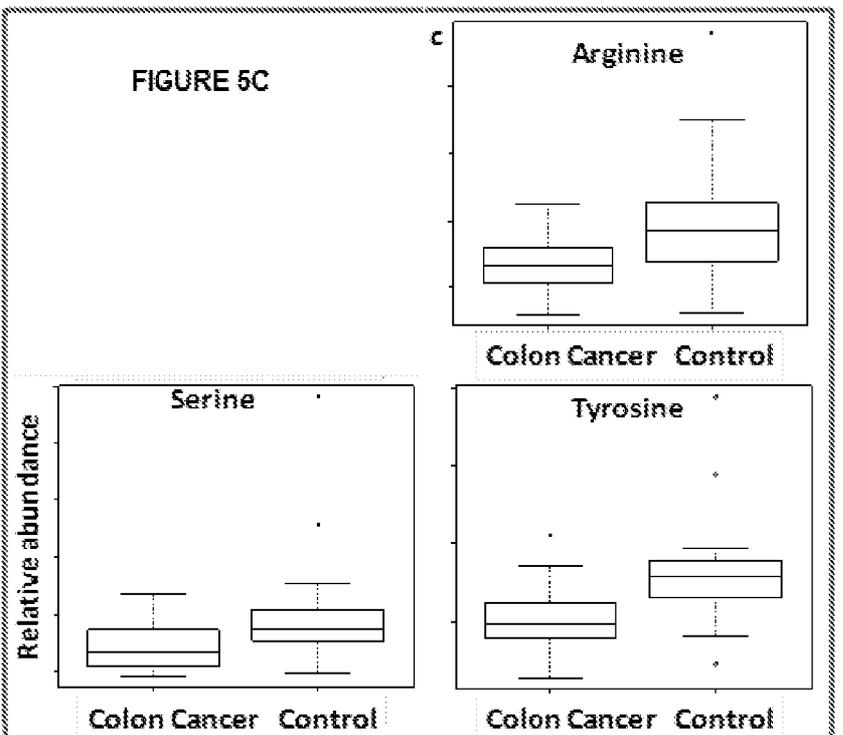 FIGURE 5C
c
Arginine
Colon Cancer Control
Serine
Relative abundance
Colon Cancer Control
Tyrosine
Colon Cancer Control